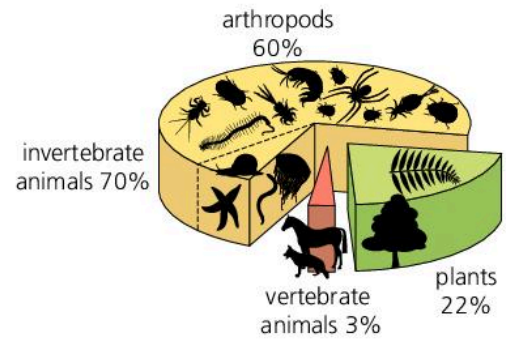 arthropods
60%
invertebrate
animals 70%
plants
22%
vertebrate
animals 3%